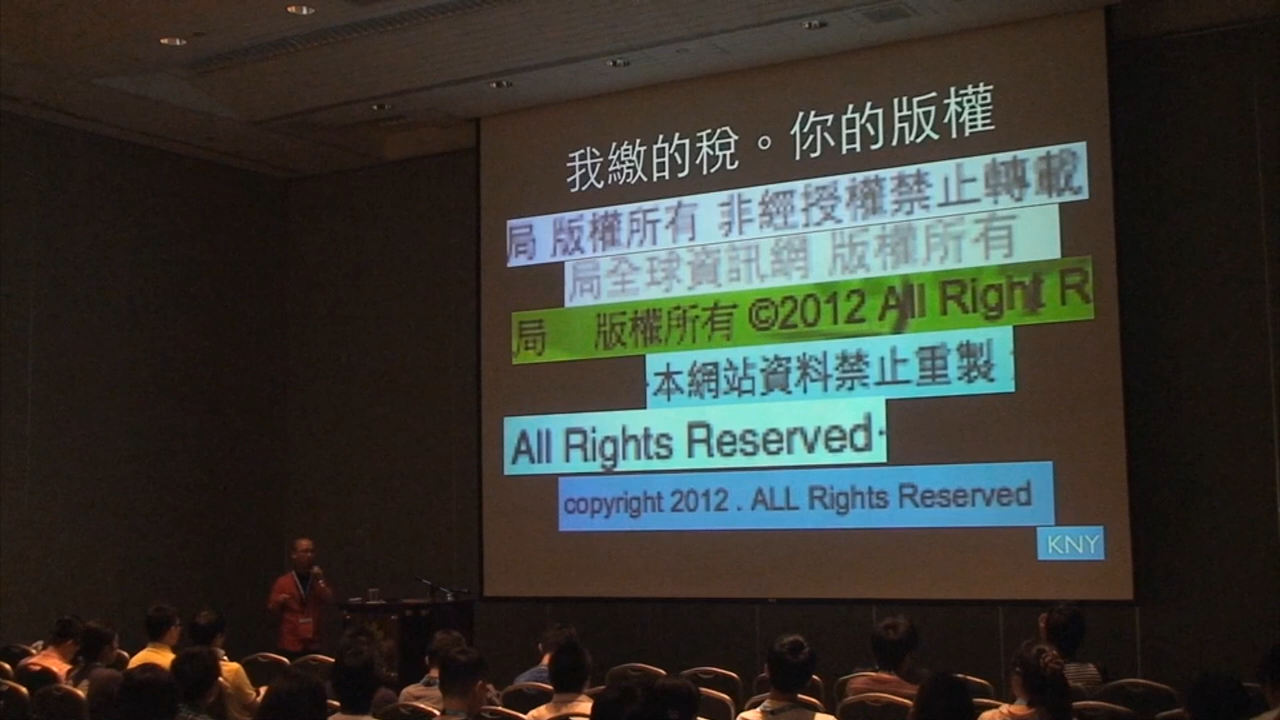 我繳的稅。你的版權
局 版權所有 非經授權禁止轉載
局全球資訊網 版權所有
局 版權所有 ©2012 All Right R
本網站資料禁止重製
All Rights Reserved
copyright 2012 . ALL Rights Reserved
KNY